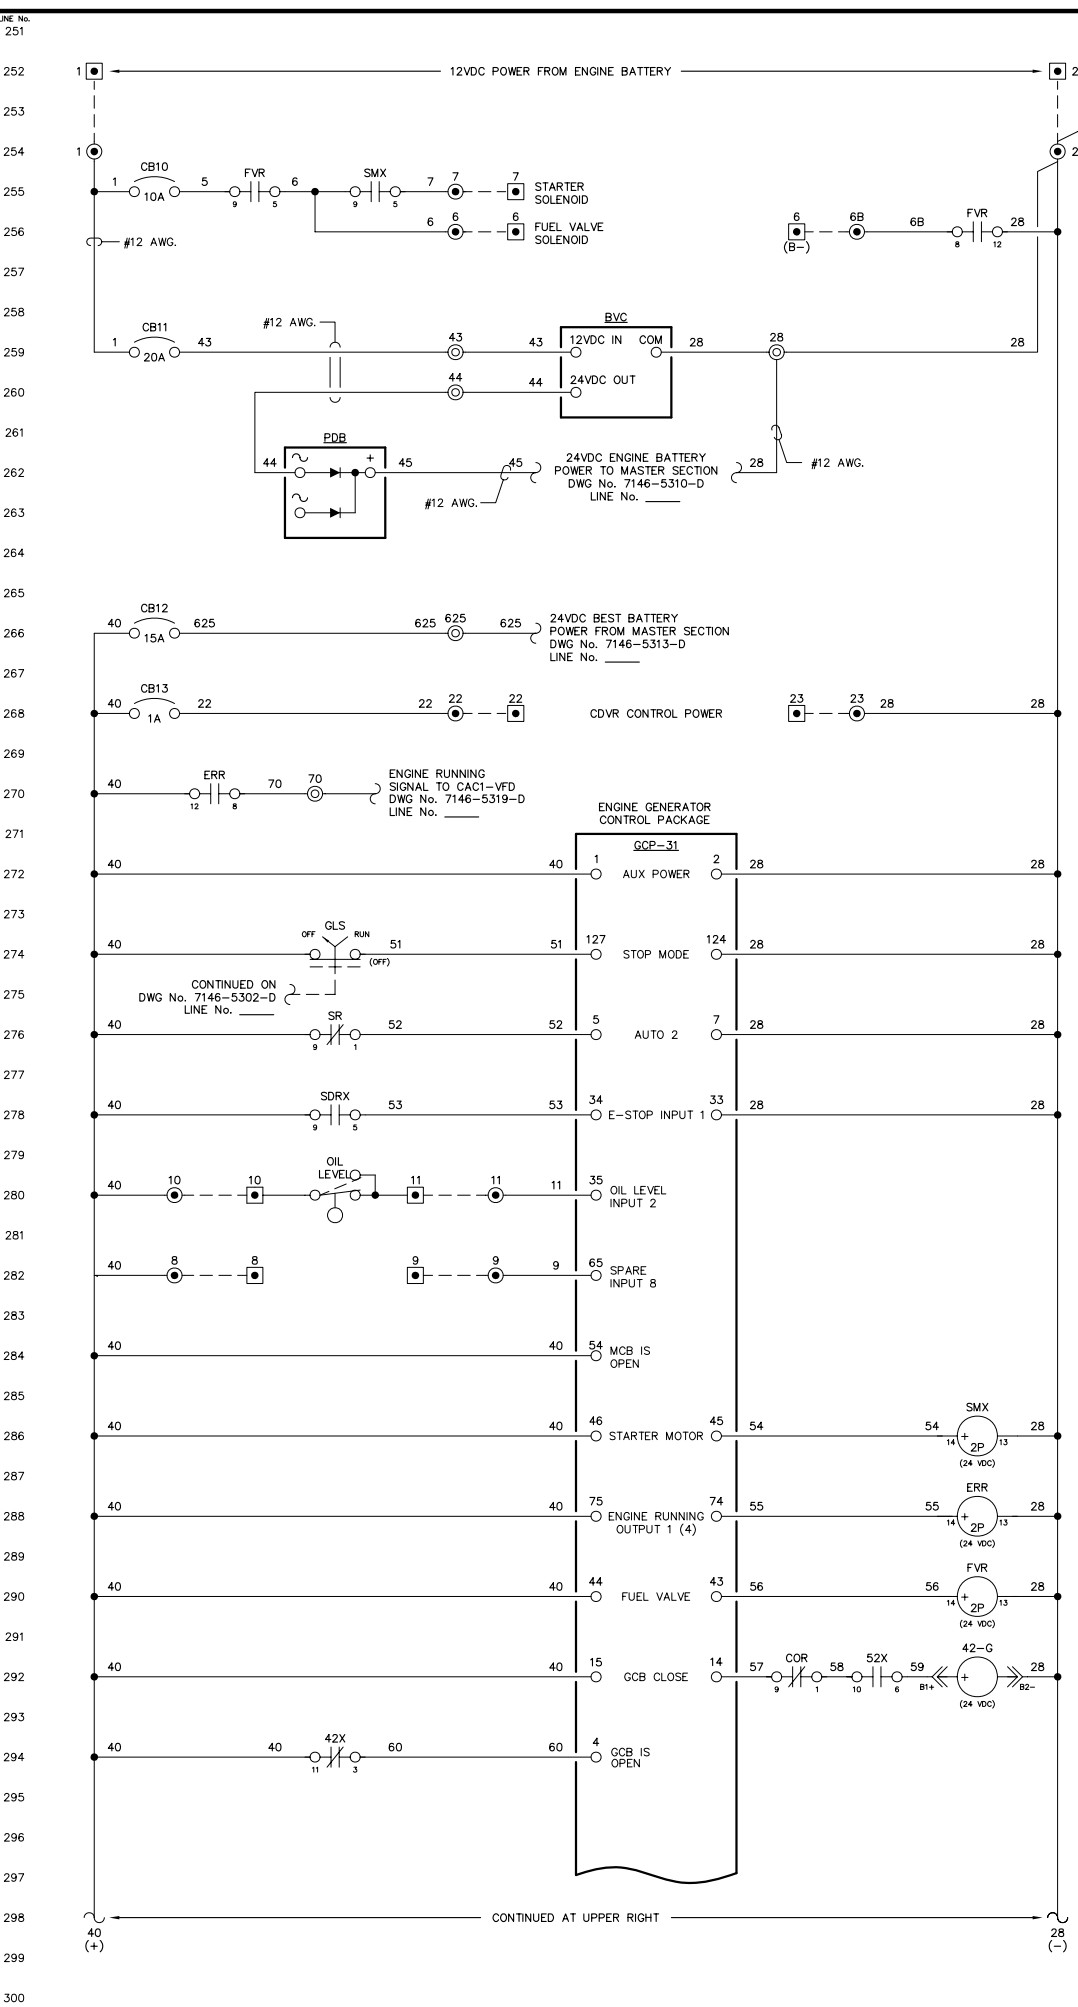 LINE No.
251
252 1 12VDC POWER FROM ENGINE BATTERY 2
253
254 1 2
CB10 FVR SMX 7 7
255 1 10A 5 9 5 6 9 5 7 STARTER
SOLENOID
256 #12 AWG. 6 6 6 FUEL VALVE
SOLENOID
6 (B-) 6B 6B FVR 8 12 28
257
258 #12 AWG. BVC
CB11
259 1 20A 43 43 43 12VDC IN COM 28 28 28
260 44 44 24VDC OUT
261
PDB
262 44 + 45 45 24VDC ENGINE BATTERY
POWER TO MASTER SECTION
DWG No. 7146-5310-D
LINE No. _____
28 #12 AWG.
263 #12 AWG.
264
265
CB12
266 40 15A 625 625 625 625 24VDC BEST BATTERY
POWER FROM MASTER SECTION
DWG No. 7146-5313-D
LINE No. _____
267
CB13
268 40 1A 22 22 22 22 CDVR CONTROL POWER 23 23 28 28
269
270 40 ERR 12 8 70 70 ENGINE RUNNING
SIGNAL TO CAC1-VFD
DWG No. 7146-5319-D
LINE No. _____
ENGINE GENERATOR
CONTROL PACKAGE
271
GCP-31
272 40 40 1 AUX POWER 2 28 28
273
GLS
OFF RUN
274 40 (OFF) 51 51 127 STOP MODE 124 28 28
275 CONTINUED ON
DWG No. 7146-5302-D
LINE No. _____
SR
276 40 9 1 52 52 5 AUTO 2 7 28 28
277
SDRX
278 40 9 5 53 53 34 E-STOP INPUT 1 33 28 28
279
OIL
LEVEL
280 40 10 10 11 11 11 35 OIL LEVEL
INPUT 2
281
282 40 8 8 9 9 9 65 SPARE
INPUT 8
283
284 40 40 54 MCB IS
OPEN
285
SMX
286 40 40 46 STARTER MOTOR 45 54 54 14 + 2P 13 28
(24 VDC)
287
ERR
288 40 40 75 ENGINE RUNNING 74 55 55 14 + 2P 13 28
OUTPUT 1 (4)
(24 VDC)
289
FVR
290 40 40 44 FUEL VALVE 43 56 56 14 + 2P 13 28
(24 VDC)
291
COR 52X 42-G
292 40 40 15 GCB CLOSE 14 57 9 1 58 10 6 59 B1+ + B2- 28
(24 VDC)
293
42X
294 40 40 11 3 60 60 4 GCB IS
OPEN
295
296
297
298 CONTINUED AT UPPER RIGHT
40 28
(+) (-)
299
300